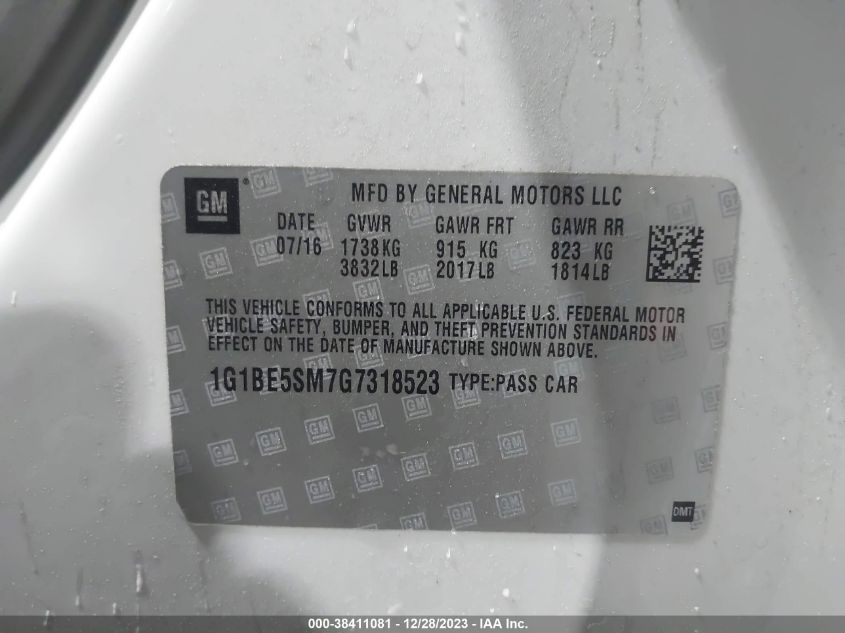 GM
MFD BY GENERAL MOTORS LLC
DATE GVWR GAWR FRT GAWR RR
07/16 1738KG 915 KG 823 KG
3832LB 2017LB 1814LB
THIS VEHICLE CONFORMS TO ALL APPLICABLE U.S. FEDERAL MOTOR
VEHICLE SAFETY, BUMPER, AND THEFT PREVENTION STANDARDS IN
EFFECT ON THE DATE OF MANUFACTURE SHOWN ABOVE.
1G1BE5SM7G7318523 TYPE:PASS CAR
DMT
000-38411081 - 12/28/2023 - IAA Inc.